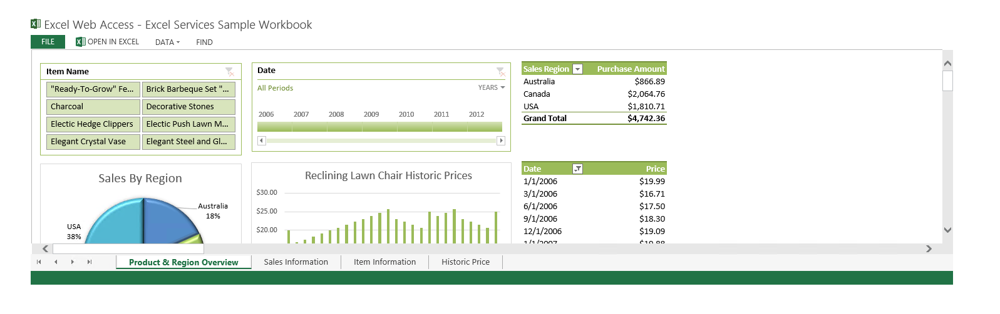 Excel Web Access - Excel Services Sample Workbook
FILE
OPEN IN EXCEL
DATA
FIND
Item Name
"Ready-To-Grow" Fe...
Brick Barbeque Set "...
Charcoal
Decorative Stones
Electic Hedge Clippers
Electic Push Lawn M...
Elegant Crystal Vase
Elegant Steel and Gl...
Date
All Periods
YEARS
2006 2007 2008 2009 2010 2011 2012
Sales Region Purchase Amount
Australia $866.89
Canada $2,064.76
USA $1,810.71
Grand Total $4,742.36
Sales By Region
Australia
18%
USA
38%
Reclining Lawn Chair Historic Prices
$30.00
$25.00
$20.00
Date Price
1/1/2006 $19.99
3/1/2006 $16.71
6/1/2006 $17.50
9/1/2006 $18.30
12/1/2006 $19.09
1/1/2007 $19.88
Product & Region Overview
Sales Information
Item Information
Historic Price